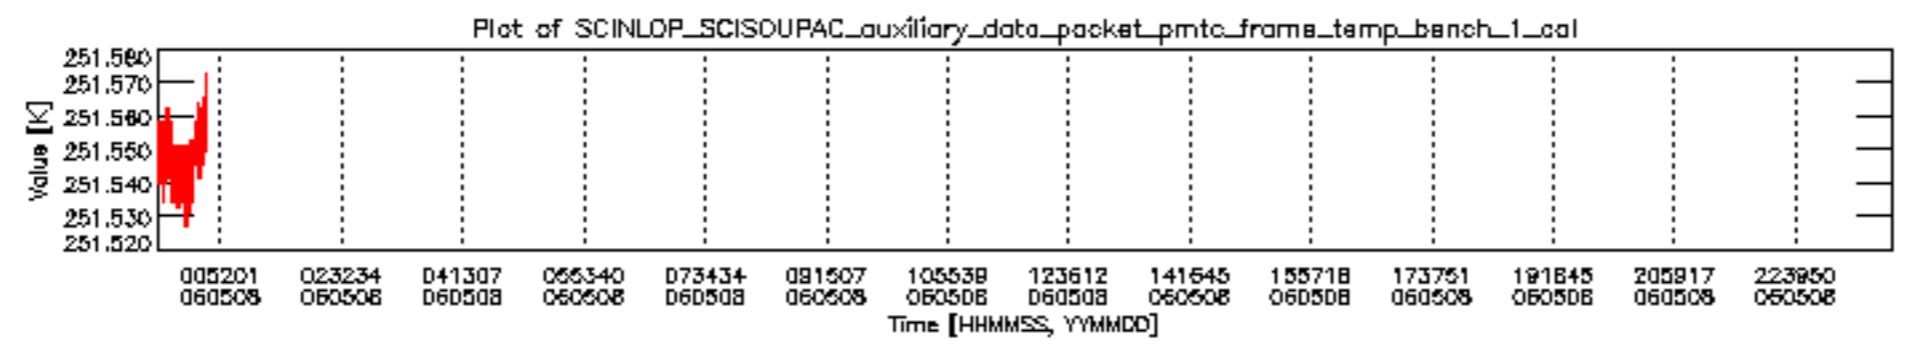 Plot of SCINLOP_SCISOUPAC_auxiliary_data_packet_pmtc_frame_temp_bench_1_cal
251.580
251.570
251.560
251.550
251.540
251.530
251.520
Value [K]
005201 023234 041307 055340 073434 091507 105539 123612 141645 155718 173751 191845 205917 223950
060508 060508 060508 060508 060508 060508 060508 060508 060508 060508 060508 060508 060508 060508
Time [HHMMSS, YYMMDD]